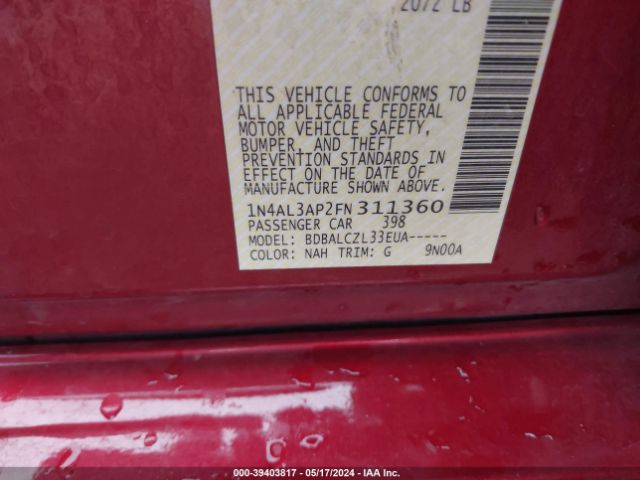 2072 LB
THIS VEHICLE CONFORMS TO
ALL APPLICABLE FEDERAL
MOTOR VEHICLE SAFETY,
BUMPER, AND THEFT
PREVENTION STANDARDS IN
EFFECT ON THE DATE OF
MANUFACTURE SHOWN ABOVE.
1N4AL3AP2FN311360
PASSENGER CAR 398
MODEL: BDBALCZL33EUA-----
COLOR: NAH TRIM: G 9N00A
000-39403817 - 05/17/2024 - IAA Inc.